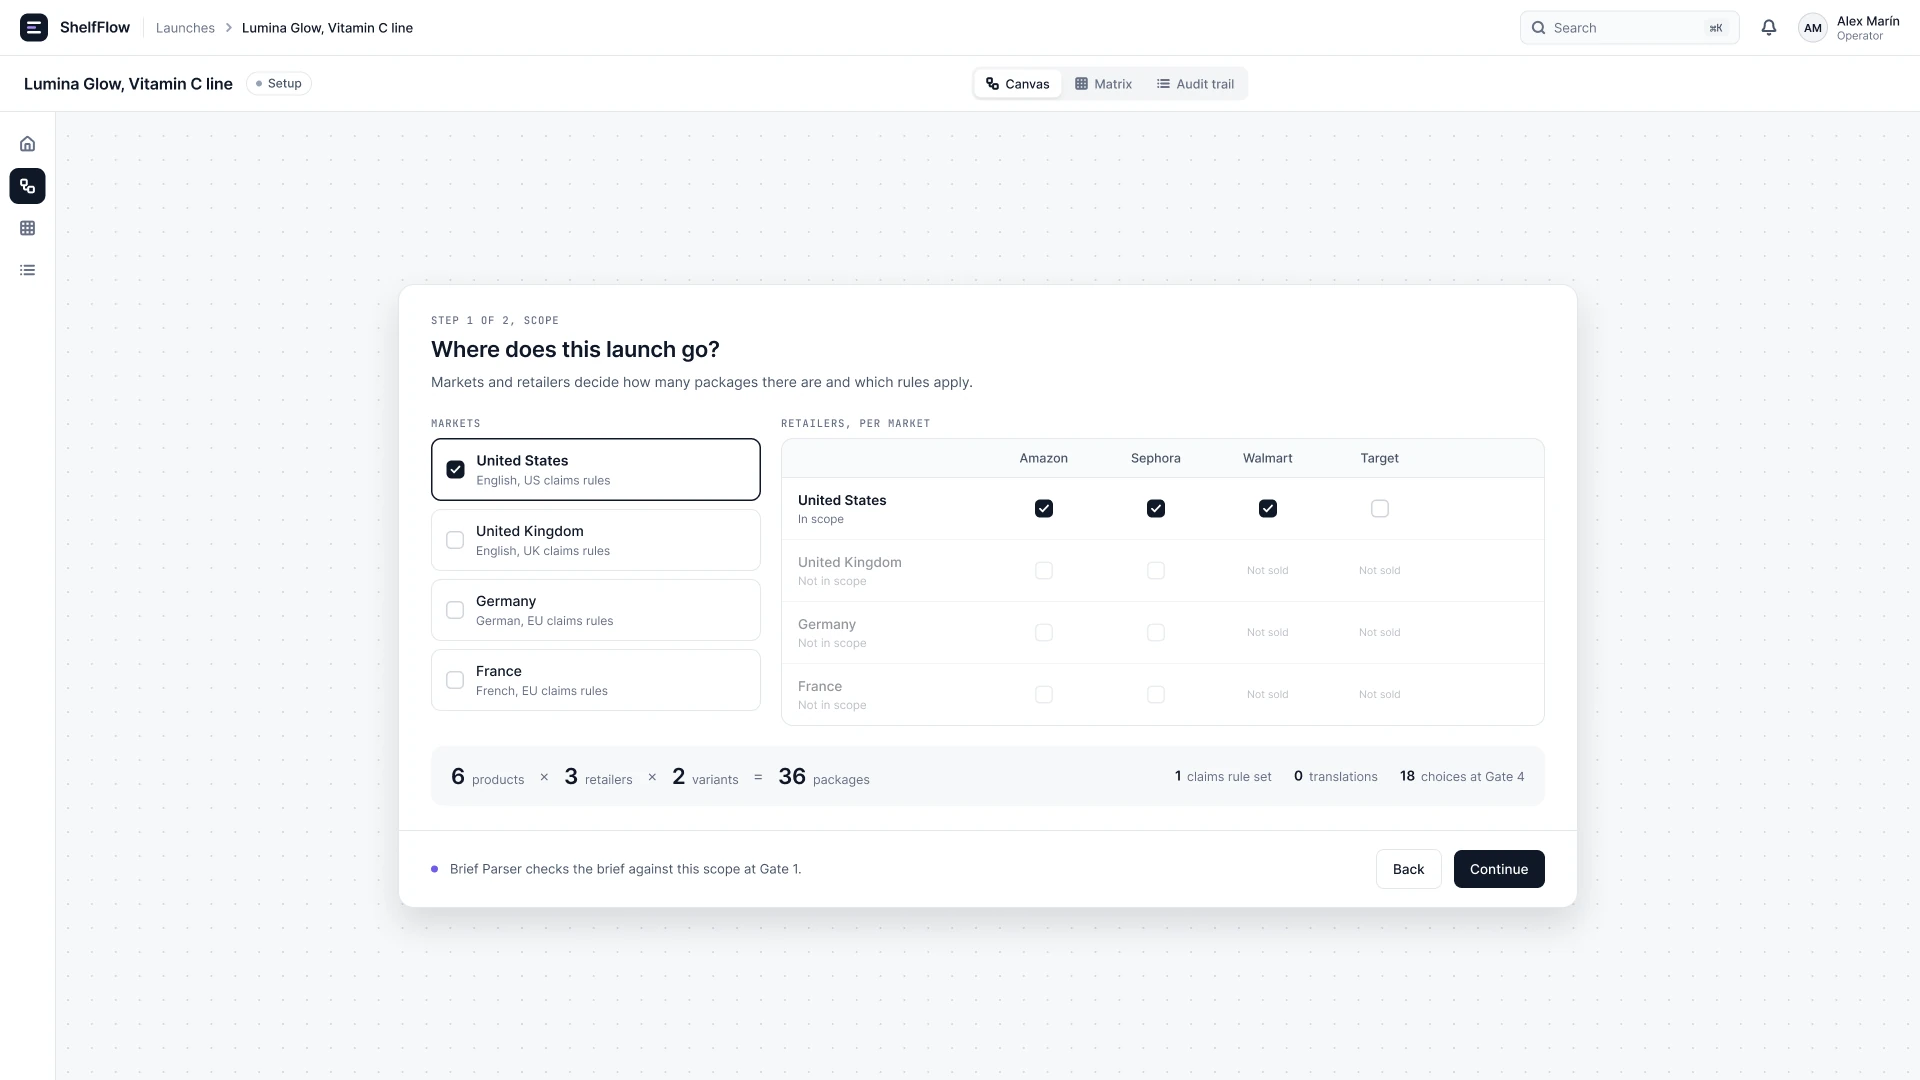 ShelfFlow
Launches
Lumina Glow, Vitamin C line
Search
⌘K
AM
Alex Marín
Operator
Lumina Glow, Vitamin C line
Setup
Canvas
Matrix
Audit trail
STEP 1 OF 2, SCOPE
Where does this launch go?
Markets and retailers decide how many packages there are and which rules apply.
MARKETS
United States
English, US claims rules
United Kingdom
English, UK claims rules
Germany
German, EU claims rules
France
French, EU claims rules
RETAILERS, PER MARKET
Amazon Sephora Walmart Target
United States
In scope
United Kingdom
Not in scope
Not sold Not sold
Germany
Not in scope
Not sold Not sold
France
Not in scope
Not sold Not sold
6 products × 3 retailers × 2 variants = 36 packages
1 claims rule set 0 translations 18 choices at Gate 4
Brief Parser checks the brief against this scope at Gate 1.
Back
Continue